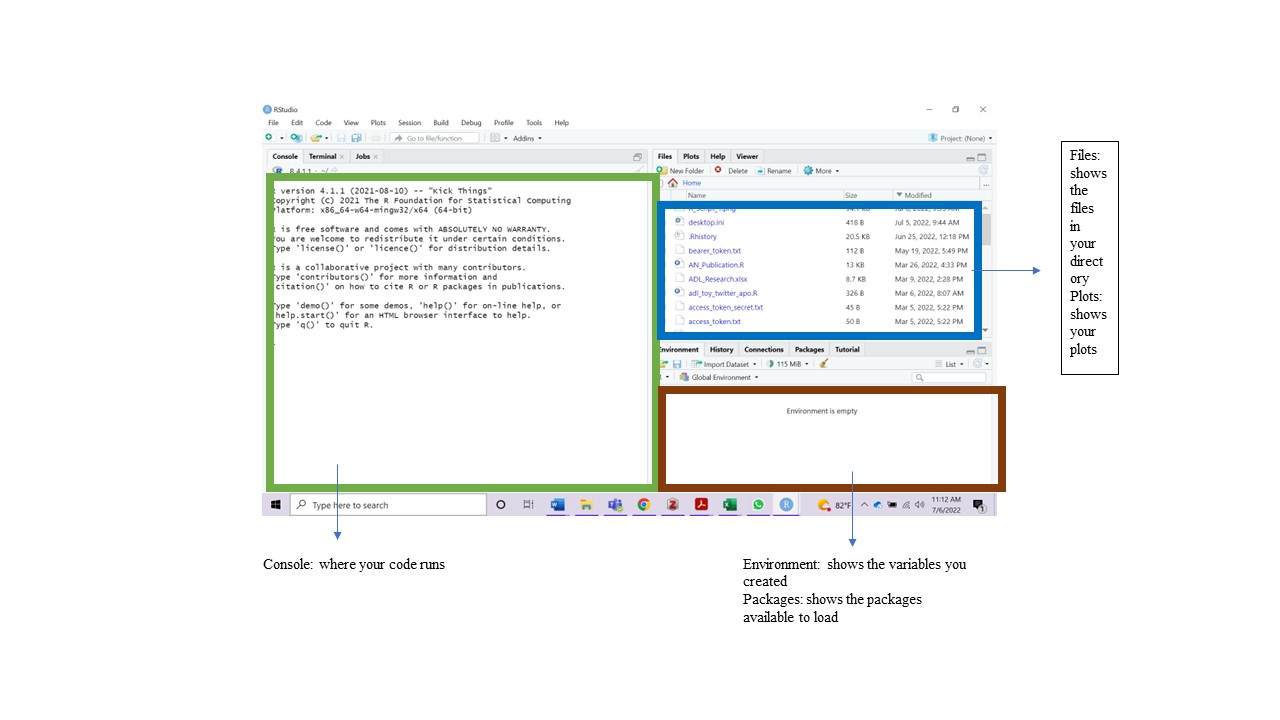 RStudio
File Edit Code View Plots Session Build Debug Profile Tools Help
Go to file/function Addins Project: (None)
Console Terminal Jobs
R 4.1.1 · ~/
version 4.1.1 (2021-08-10) -- "Kick Things"
Copyright (C) 2021 The R Foundation for Statistical Computing
Platform: x86_64-w64-mingw32/x64 (64-bit)
is free software and comes with ABSOLUTELY NO WARRANTY.
You are welcome to redistribute it under certain conditions.
Type 'license()' or 'licence()' for distribution details.
is a collaborative project with many contributors.
Type 'contributors()' for more information and
citation()' on how to cite R or R packages in publications.
Type 'demo()' for some demos, 'help()' for on-line help, or
help.start()' for an HTML browser interface to help.
Type 'q()' to quit R.
Files Plots Help Viewer
New Folder Delete Rename More
Home ...
Name Size Modified
desktop.ini 418 B Jul 5, 2022, 9:44 AM
.Rhistory 20.5 KB Jun 25, 2022, 12:18 PM
bearer_token.txt 112 B May 19, 2022, 5:49 PM
AN_Publication.R 13 KB Mar 26, 2022, 4:33 PM
ADL_Research.xlsx 8.7 KB Mar 9, 2022, 2:28 PM
adl_toy_twitter_apo.R 326 B Mar 6, 2022, 8:07 AM
access_token_secret.txt 45 B Mar 5, 2022, 5:22 PM
access_token.txt 50 B Mar 5, 2022, 5:22 PM
Environment History Connections Packages Tutorial
Import Dataset 115 MiB List
Global Environment
Environment is empty
Type here to search
82°F
11:12 AM
7/6/2022
1
Files:
shows
the
files
in
your
direct
ory
Plots:
shows
your
plots
Console: where your code runs
Environment: shows the variables you
created
Packages: shows the packages
available to load